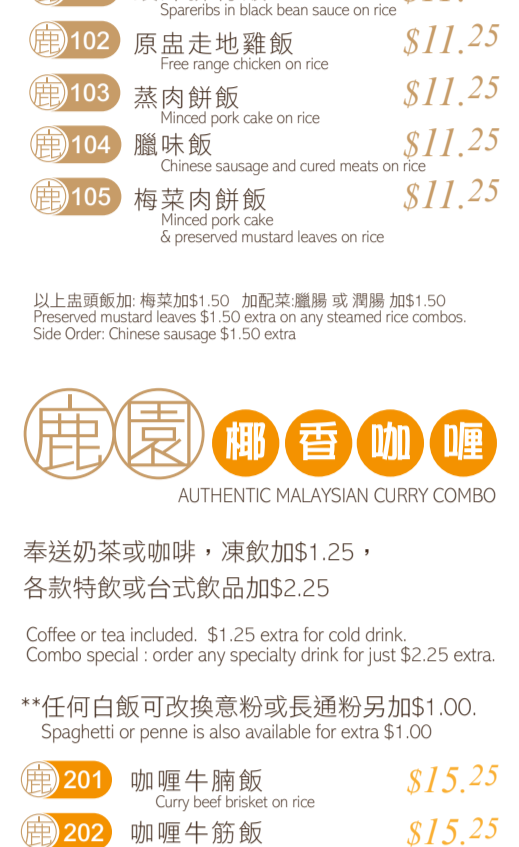 Spareribs in black bean sauce on rice
鹿 102 原盅走地雞飯 $11.25
Free range chicken on rice
鹿 103 蒸肉餅飯 $11.25
Minced pork cake on rice
鹿 104 臘味飯 $11.25
Chinese sausage and cured meats on rice
鹿 105 梅菜肉餅飯 $11.25
Minced pork cake
& preserved mustard leaves on rice
以上盅頭飯加: 梅菜加$1.50 加配菜:臘腸 或 潤腸 加$1.50
Preserved mustard leaves $1.50 extra on any steamed rice combos.
Side Order: Chinese sausage $1.50 extra
鹿園 椰香咖喱
AUTHENTIC MALAYSIAN CURRY COMBO
奉送奶茶或咖啡，凍飲加$1.25，
各款特飲或台式飲品加$2.25
Coffee or tea included. $1.25 extra for cold drink.
Combo special : order any specialty drink for just $2.25 extra.
**任何白飯可改換意粉或長通粉另加$1.00.
Spaghetti or penne is also available for extra $1.00
鹿 201 咖喱牛腩飯 $15.25
Curry beef brisket on rice
鹿 202 咖喱牛筋飯 $15.25